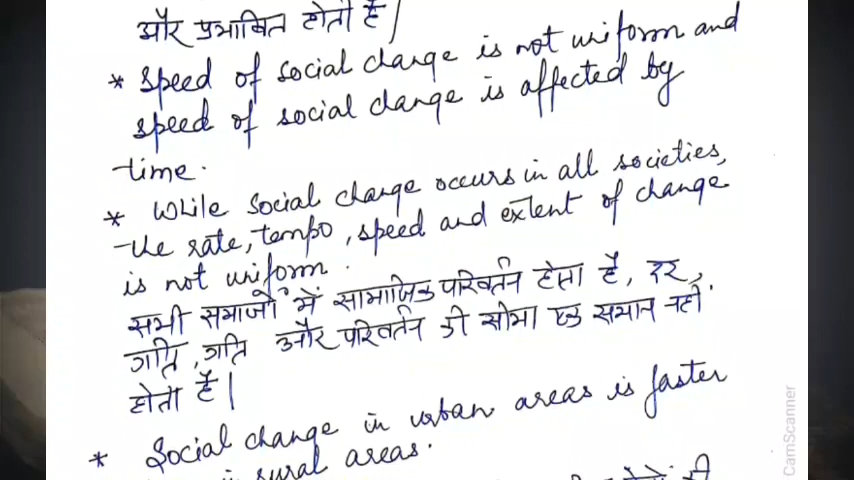 और प्रभावित होती है|
* Speed of social change is not uniform and
speed of social change is affected by
time.
* While Social change occurs in all societies,
the rate, tempo, speed and extent of change
is not uniform.
सभी समाजों में सामाजिक परिवर्तन होता है, दर,
गति, गति और परिवर्तन की सीमा एक समान नहीं
होता है|
* Social change in urban areas is faster
rural areas.
CamScanner